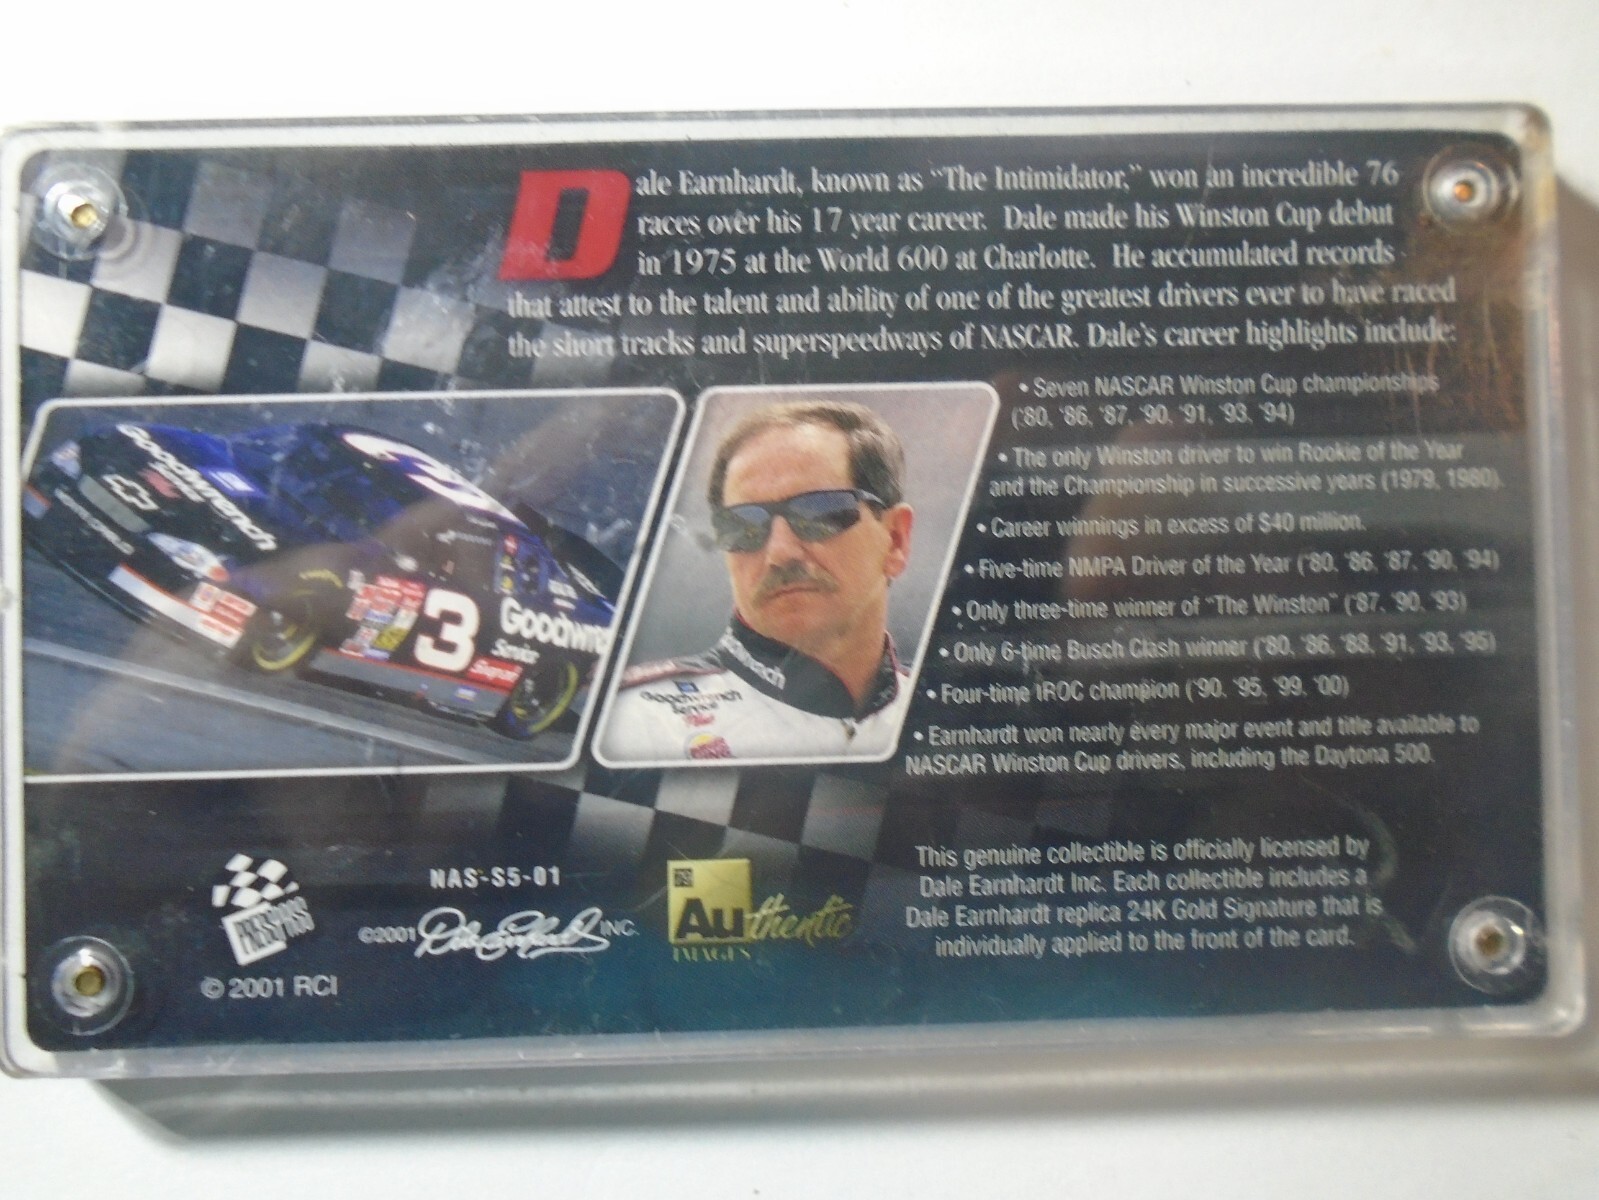 Dale Earnhardt, known as "The Intimidator," won an incredible 76
races over his 17 year career. Dale made his Winston Cup debut
in 1975 at the World 600 at Charlotte. He accumulated records
that attest to the talent and ability of one of the greatest drivers ever to have raced
the short tracks and superspeedways of NASCAR. Dale's career highlights include:
• Seven NASCAR Winston Cup championships
('80, '86, '87, '90, '91, '93, '94)
• The only Winston driver to win Rookie of the Year
and the Championship in successive years (1979, 1980).
• Career winnings in excess of $40 million.
• Five-time NMPA Driver of the Year ('80, '86, '87, '90, '94)
• Only three-time winner of "The Winston" ('87, '90, '93)
• Only 6-time Busch Clash winner ('80, '86, '88, '91, '93, '95)
• Four-time IROC champion ('90, '95, '99, '00)
• Earnhardt won nearly every major event and title available to
NASCAR Winston Cup drivers, including the Daytona 500.
Goodwrench
3
Goodwre
Service
Goodwrench
Goodwrench
Service
Plus
This genuine collectible is officially licensed by
Dale Earnhardt Inc. Each collectible includes a
Dale Earnhardt replica 24K Gold Signature that is
individually applied to the front of the card.
PRESS PASS
© 2001 RCI
NAS-S5-01
©2001 Dale Earnhardt INC.
79
Authentic
IMAGES